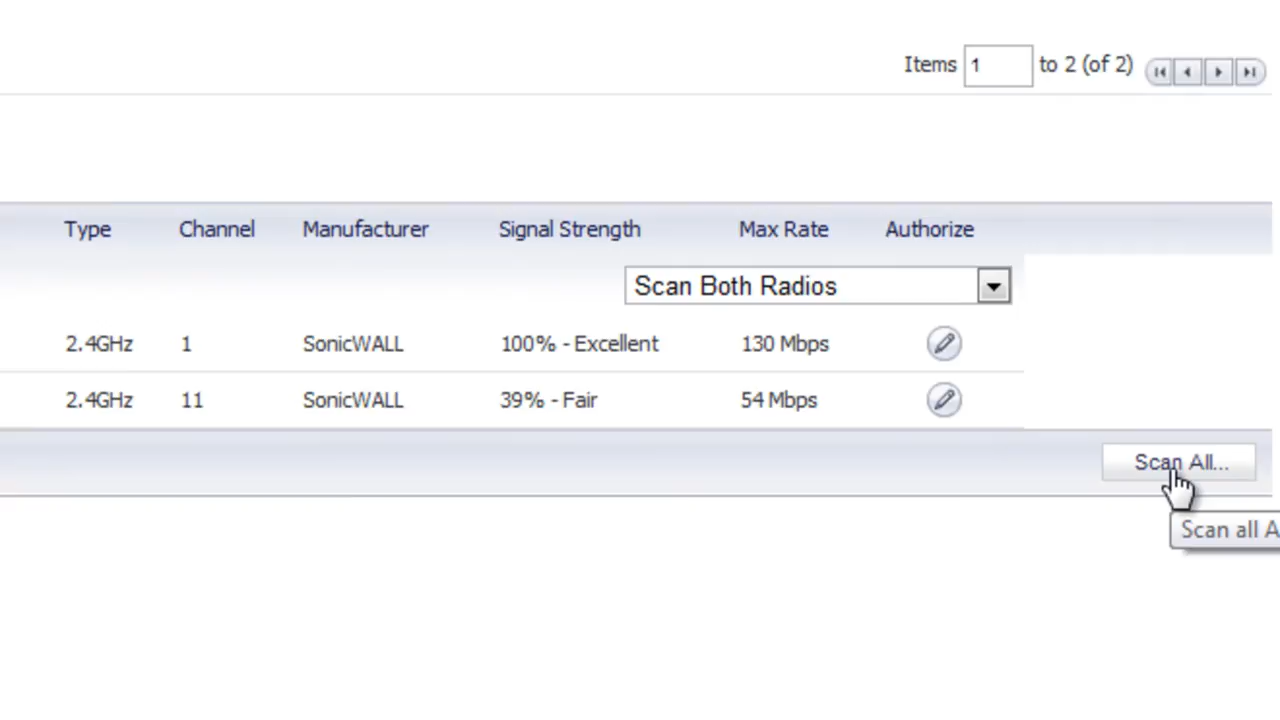 Items 1 to 2 (of 2)
Type Channel Manufacturer Signal Strength Max Rate Authorize
Scan Both Radios
2.4GHz 1 SonicWALL 100% - Excellent 130 Mbps
2.4GHz 11 SonicWALL 39% - Fair 54 Mbps
Scan All...
Scan all A